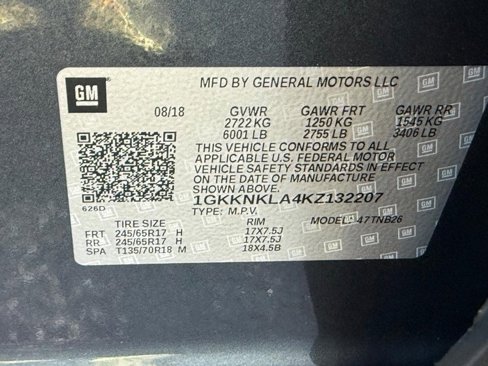 GM
MFD BY GENERAL MOTORS LLC
08/18 GVWR GAWR FRT GAWR RR
2722 KG 1250 KG 1545 KG
6001 LB 2755 LB 3406 LB
THIS VEHICLE CONFORMS TO ALL
APPLICABLE U.S. FEDERAL MOTOR
VEHICLE SAFETY STANDARDS IN EFFECT
ON THE DATE OF MANUFACTURE
SHOWN ABOVE.
1GKKNKLA4KZ132207
TYPE: M.P.V. MODEL: 47TNB26
626D
TIRE SIZE RIM
FRT 245/65R17 H 17X7.5J
RR 245/65R17 H 17X7.5J
SPA T135/70R18 M 18X4.5B